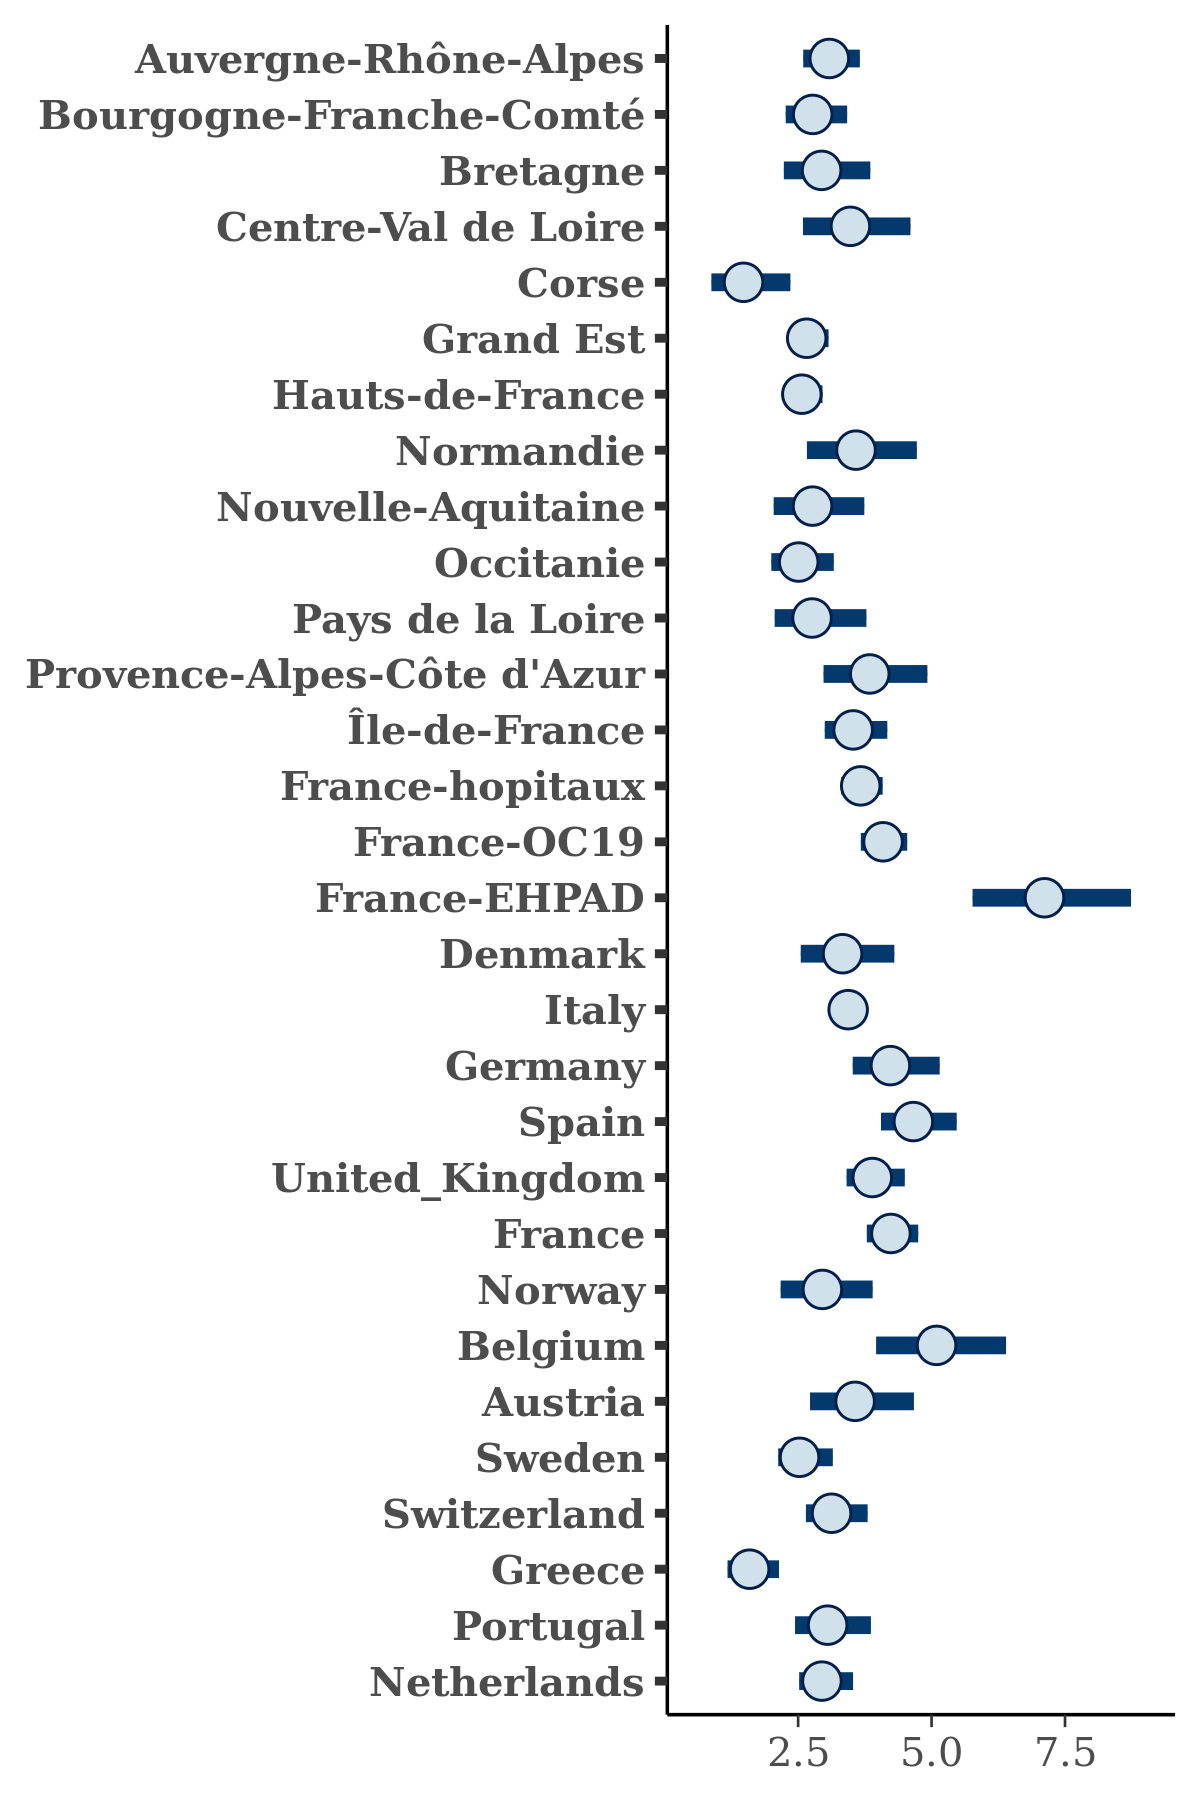 Auvergne-Rhône-Alpes
Bourgogne-Franche-Comté
Bretagne
Centre-Val de Loire
Corse
Grand Est
Hauts-de-France
Normandie
Nouvelle-Aquitaine
Occitanie
Pays de la Loire
Provence-Alpes-Côte d'Azur
Île-de-France
France-hopitaux
France-OC19
France-EHPAD
Denmark
Italy
Germany
Spain
United_Kingdom
France
Norway
Belgium
Austria
Sweden
Switzerland
Greece
Portugal
Netherlands
2.5 5.0 7.5